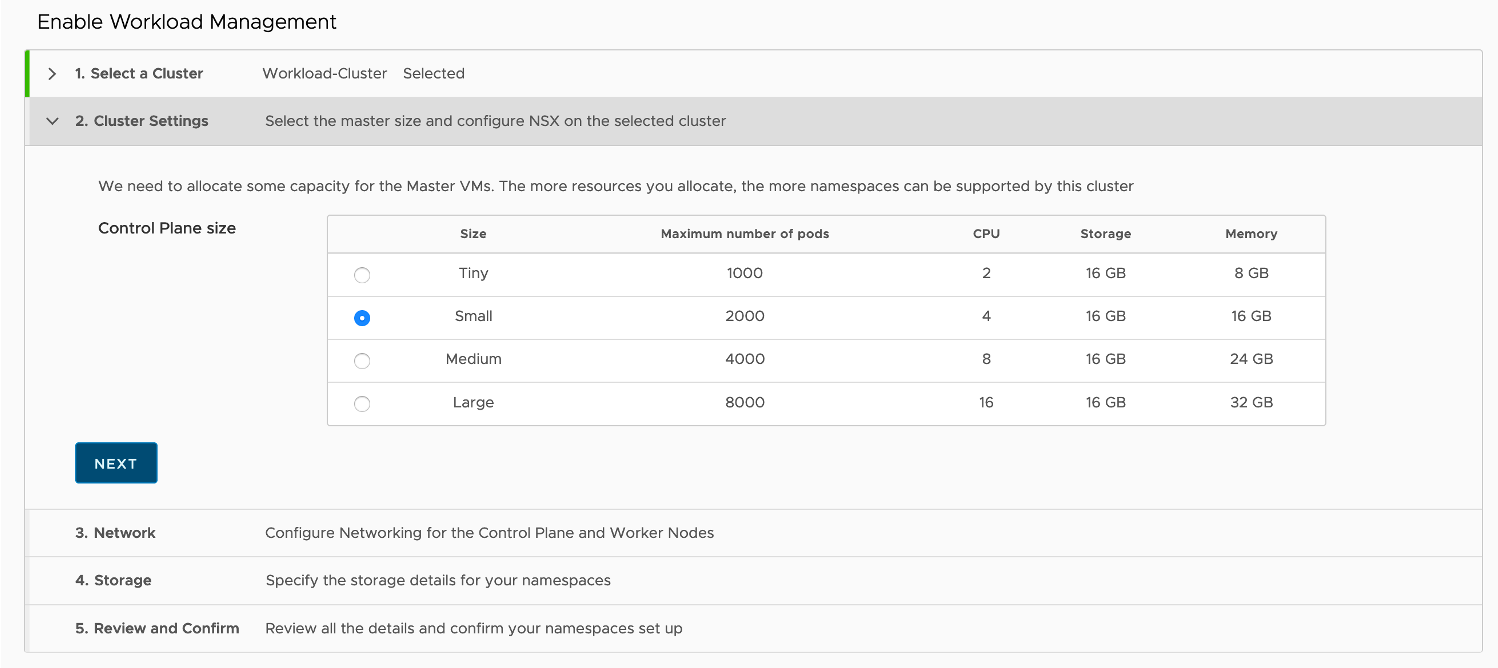 Enable Workload Management
1. Select a Cluster Workload-Cluster Selected
2. Cluster Settings Select the master size and configure NSX on the selected cluster
We need to allocate some capacity for the Master VMs. The more resources you allocate, the more namespaces can be supported by this cluster
Control Plane size
Size Maximum number of pods CPU Storage Memory
Tiny 1000 2 16 GB 8 GB
Small 2000 4 16 GB 16 GB
Medium 4000 8 16 GB 24 GB
Large 8000 16 16 GB 32 GB
NEXT
3. Network Configure Networking for the Control Plane and Worker Nodes
4. Storage Specify the storage details for your namespaces
5. Review and Confirm Review all the details and confirm your namespaces set up